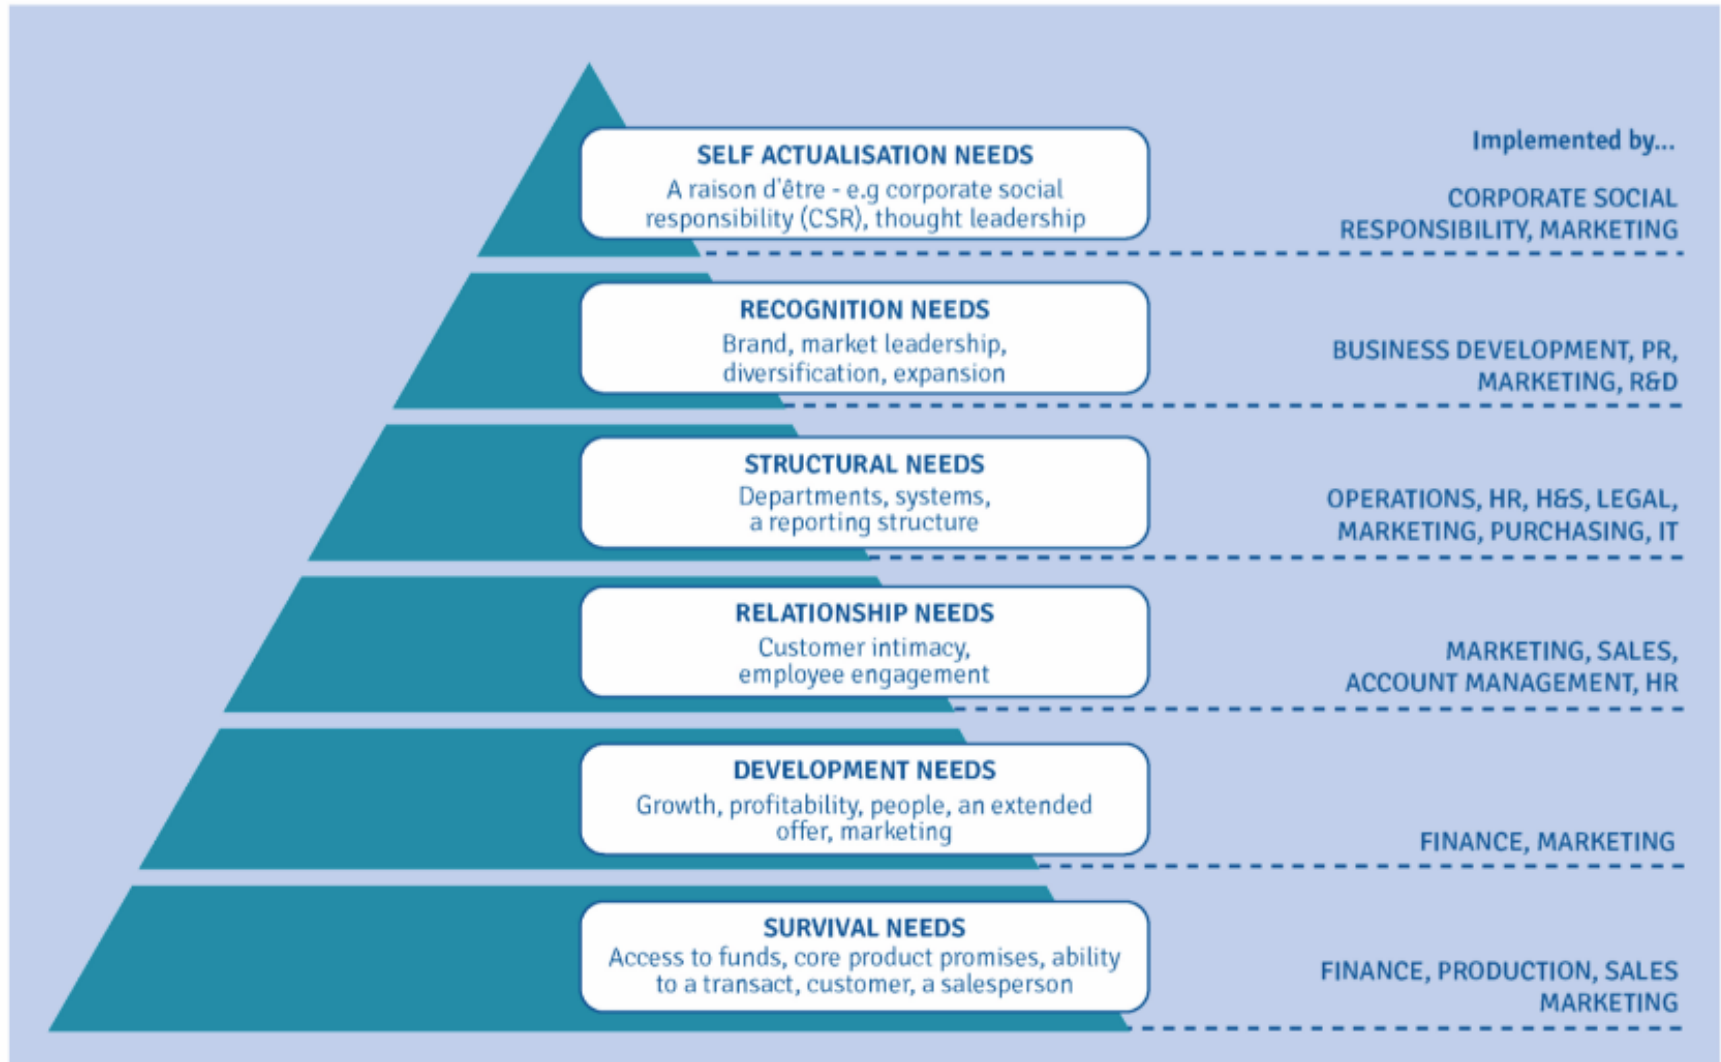 Implemented by...
SELF ACTUALISATION NEEDS
A raison d'être - e.g corporate social
responsibility (CSR), thought leadership
CORPORATE SOCIAL
RESPONSIBILITY, MARKETING
RECOGNITION NEEDS
Brand, market leadership,
diversification, expansion
BUSINESS DEVELOPMENT, PR,
MARKETING, R&D
STRUCTURAL NEEDS
Departments, systems,
a reporting structure
OPERATIONS, HR, H&S, LEGAL,
MARKETING, PURCHASING, IT
RELATIONSHIP NEEDS
Customer intimacy,
employee engagement
MARKETING, SALES,
ACCOUNT MANAGEMENT, HR
DEVELOPMENT NEEDS
Growth, profitability, people, an extended
offer, marketing
FINANCE, MARKETING
SURVIVAL NEEDS
Access to funds, core product promises, ability
to a transact, customer, a salesperson
FINANCE, PRODUCTION, SALES
MARKETING